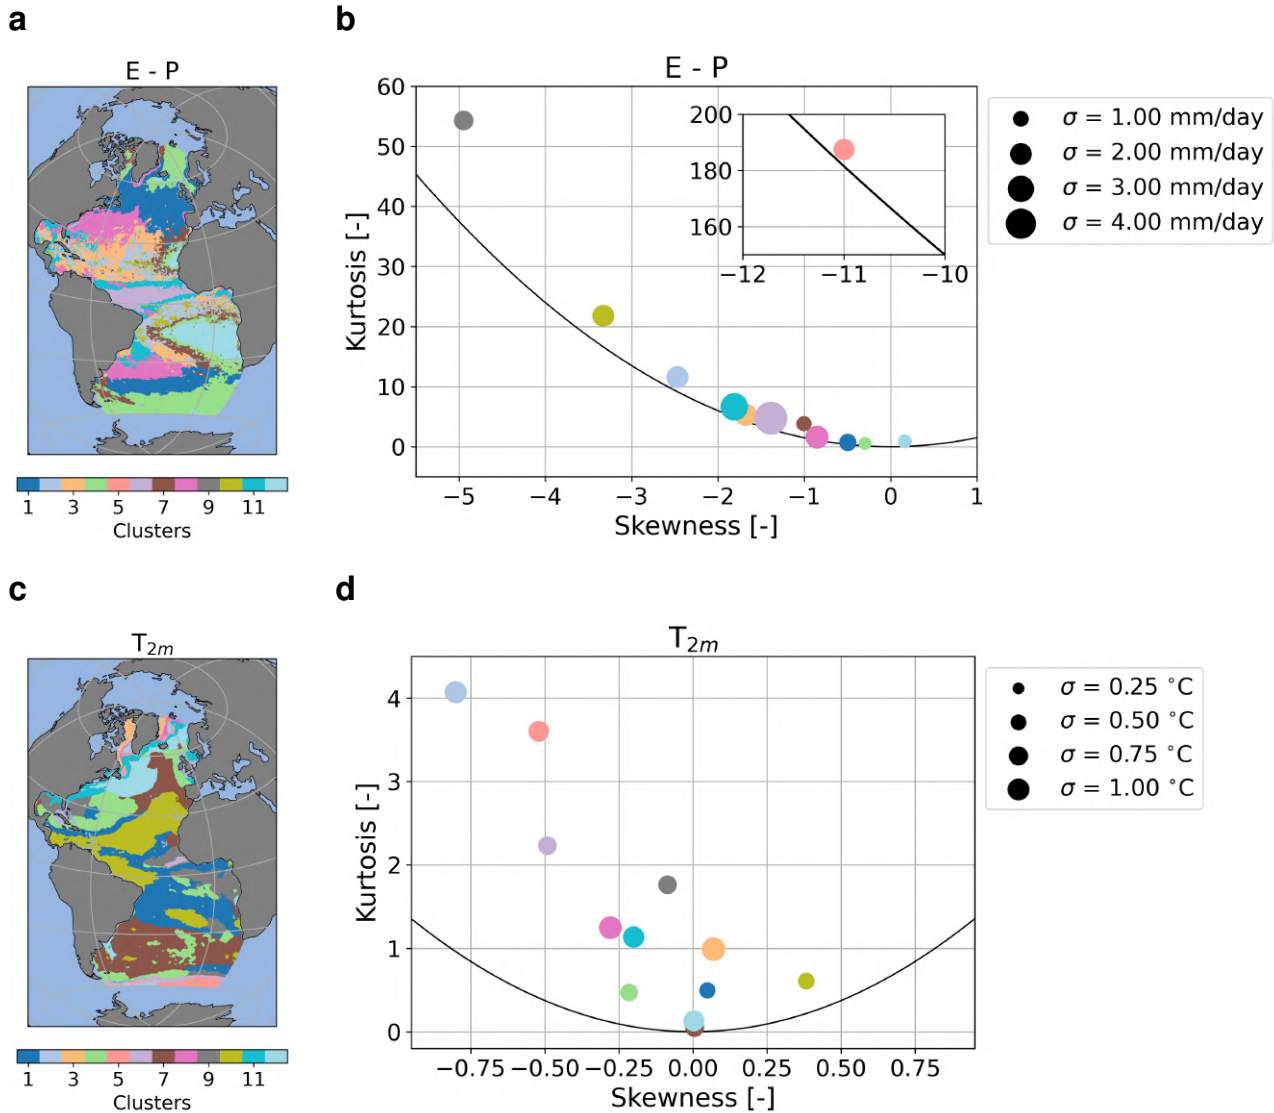 a
E - P
1 3 5 7 9 11
Clusters
b
E - P
60
50
40
30
20
10
0
Kurtosis [-]
200
180
160
−12 −11 −10
−5 −4 −3 −2 −1 0 1
Skewness [-]
σ = 1.00 mm/day
σ = 2.00 mm/day
σ = 3.00 mm/day
σ = 4.00 mm/day
c
T2m
1 3 5 7 9 11
Clusters
d
T2m
4
3
2
1
0
Kurtosis [-]
−0.75 −0.50 −0.25 0.00 0.25 0.50 0.75
Skewness [-]
σ = 0.25 °C
σ = 0.50 °C
σ = 0.75 °C
σ = 1.00 °C